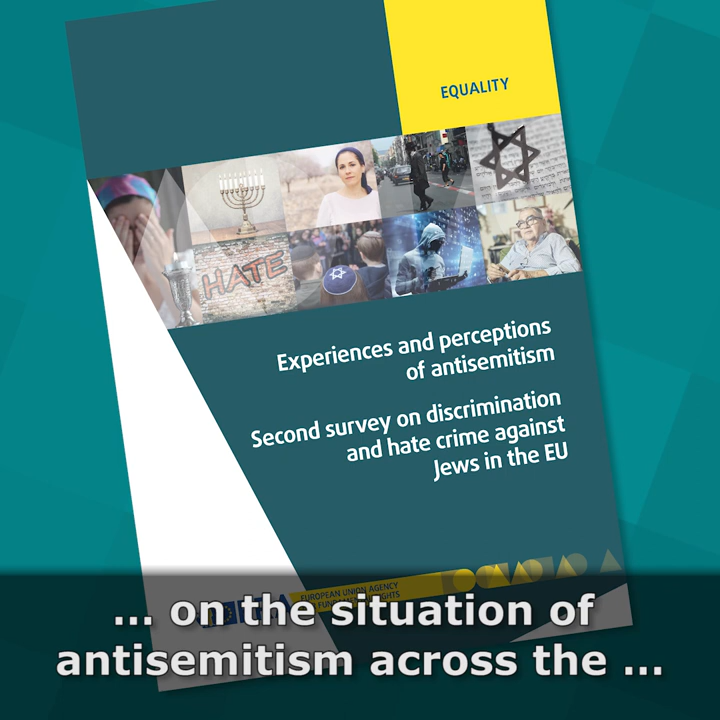 EQUALITY
HATE
Experiences and perceptions
of antisemitism
Second survey on discrimination
and hate crime against
Jews in the EU
EUROPEAN UNION AGENCY
... on the situation of
antisemitism across the ...